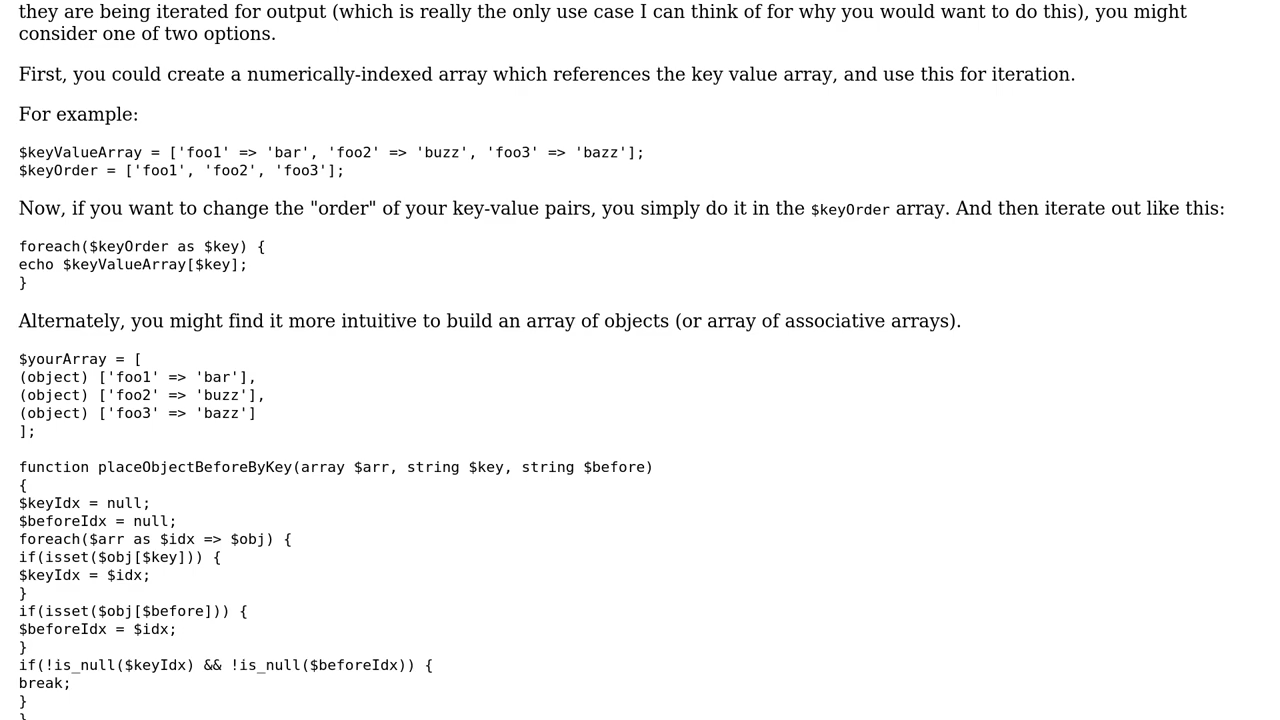 they are being iterated for output (which is really the only use case I can think of for why you would want to do this), you might
consider one of two options.
First, you could create a numerically-indexed array which references the key value array, and use this for iteration.
For example:
$keyValueArray = ['foo1' => 'bar', 'foo2' => 'buzz', 'foo3' => 'bazz'];
$keyOrder = ['foo1', 'foo2', 'foo3'];
Now, if you want to change the "order" of your key-value pairs, you simply do it in the $keyOrder array. And then iterate out like this:
foreach($keyOrder as $key) {
echo $keyValueArray[$key];
}
Alternately, you might find it more intuitive to build an array of objects (or array of associative arrays).
$yourArray = [
(object) ['foo1' => 'bar'],
(object) ['foo2' => 'buzz'],
(object) ['foo3' => 'bazz']
];
function placeObjectBeforeByKey(array $arr, string $key, string $before)
{
$keyIdx = null;
$beforeIdx = null;
foreach($arr as $idx => $obj) {
if(isset($obj[$key])) {
$keyIdx = $idx;
}
if(isset($obj[$before])) {
$beforeIdx = $idx;
}
if(!is_null($keyIdx) && !is_null($beforeIdx)) {
break;
}
}